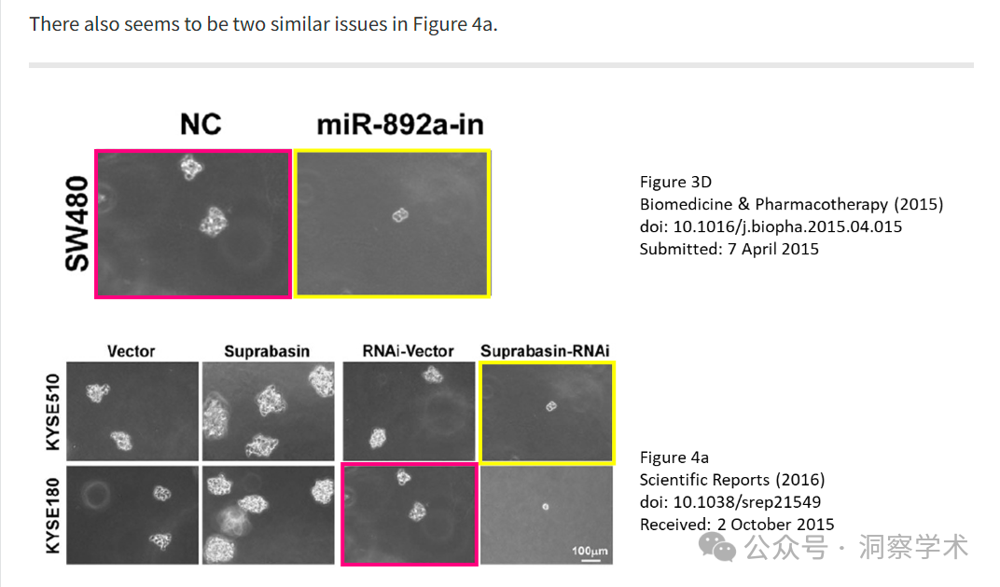 There also seems to be two similar issues in Figure 4a.
NC miR-892a-in
SW480
Figure 3D
Biomedicine & Pharmacotherapy (2015)
doi: 10.1016/j.biopha.2015.04.015
Submitted: 7 April 2015
Vector Suprabasin RNAi-Vector Suprabasin-RNAi
KYSE510
KYSE180
100μm
Figure 4a
Scientific Reports (2016)
doi: 10.1038/srep21549
Received: 2 October 2015
公众号 · 洞察学术